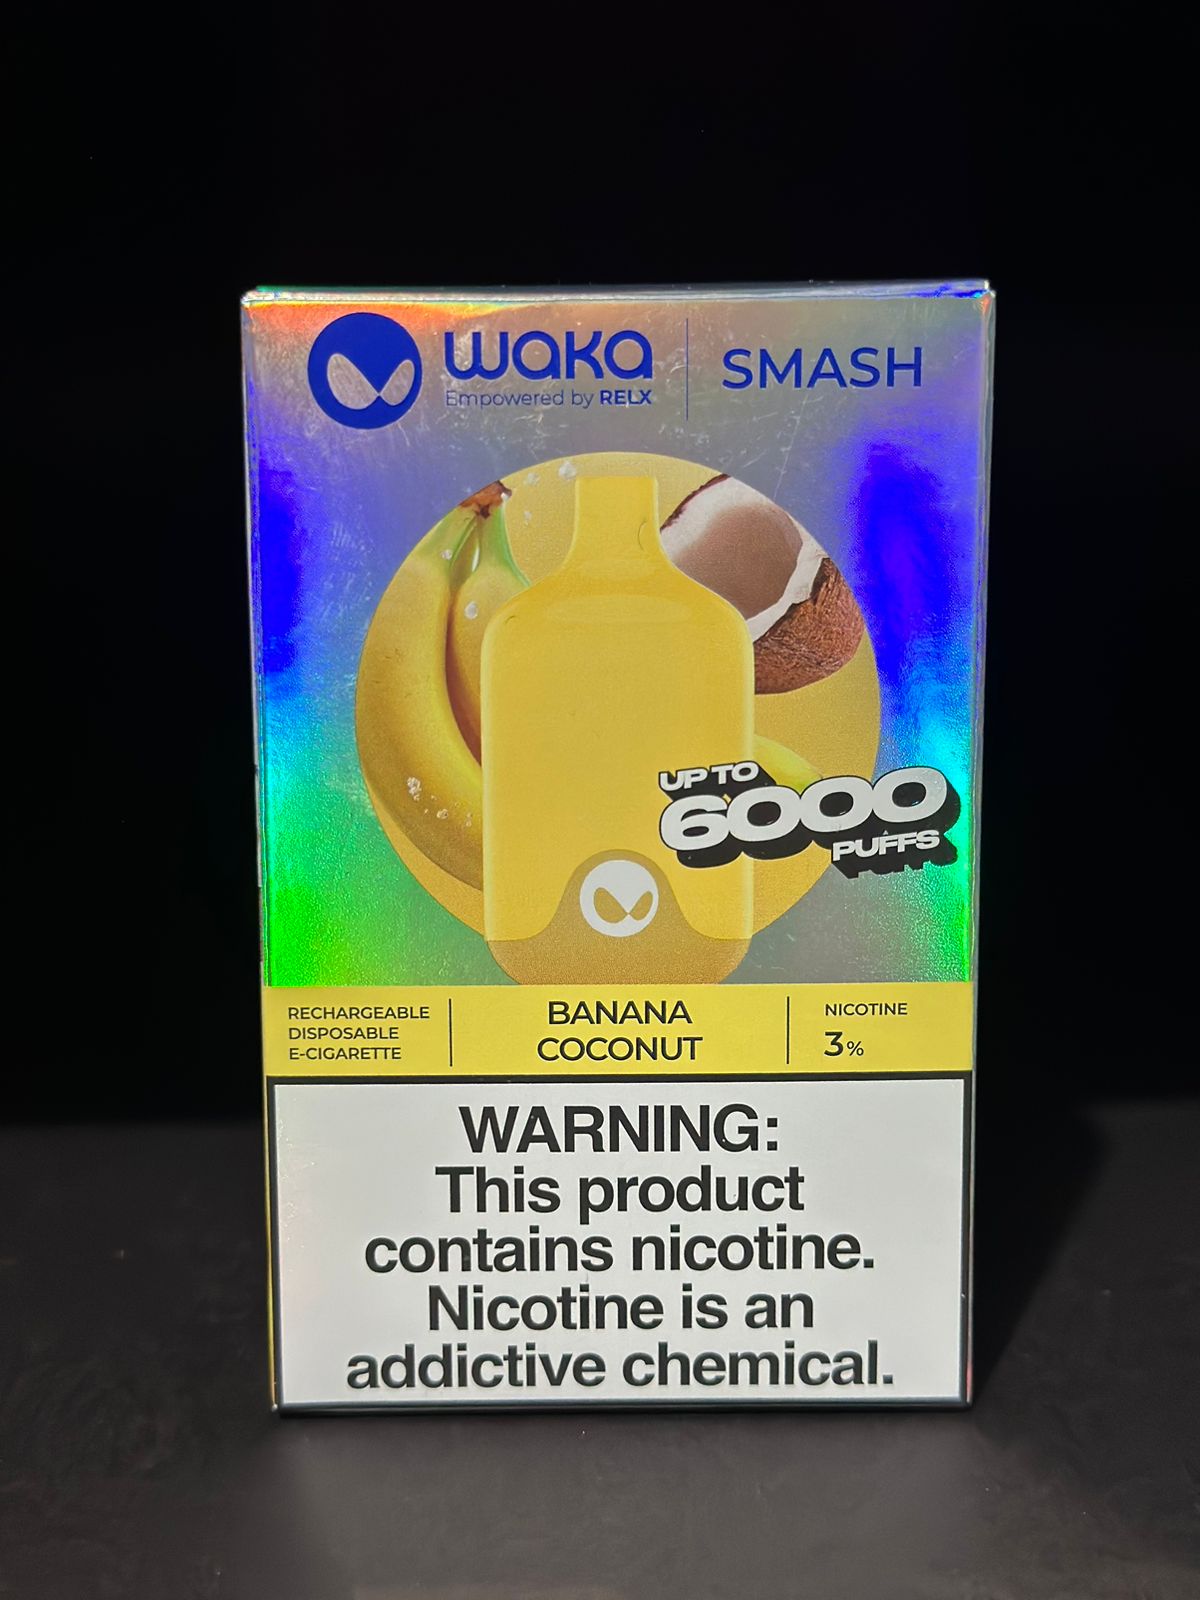 waka
Empowered by RELX
SMASH
UP TO
6000
PUFFS
RECHARGEABLE
DISPOSABLE
E-CIGARETTE
BANANA
COCONUT
NICOTINE
3%
WARNING:
This product
contains nicotine.
Nicotine is an
addictive chemical.